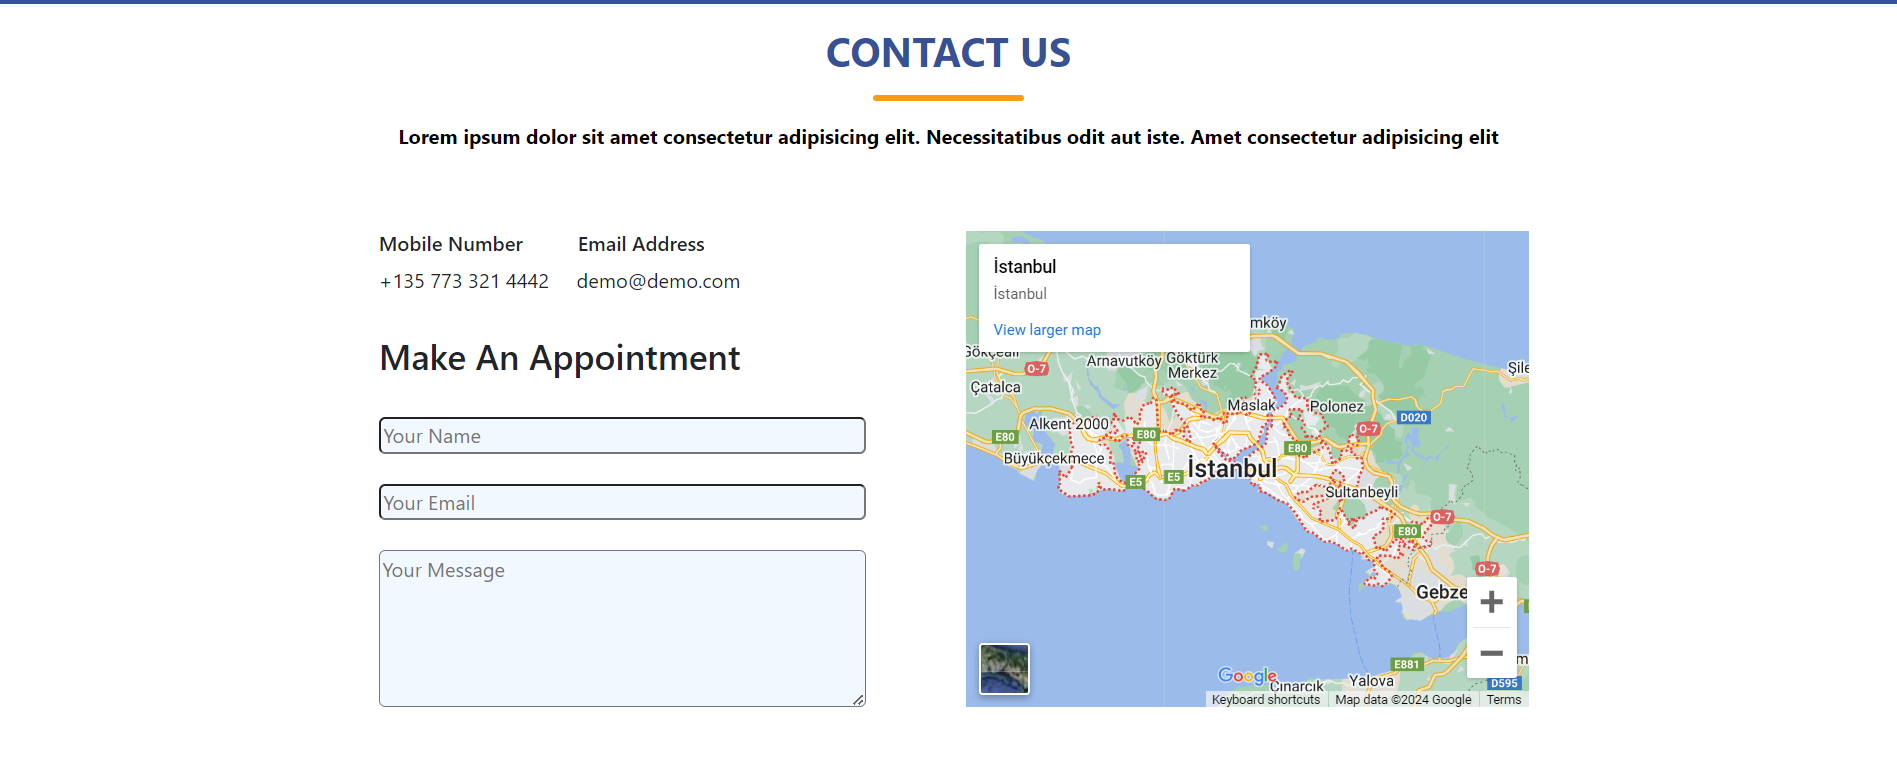 CONTACT US
Lorem ipsum dolor sit amet consectetur adipisicing elit. Necessitatibus odit aut iste. Amet consectetur adipisicing elit
Mobile Number Email Address
+135 773 321 4442 demo@demo.com
Make An Appointment
Your Name
Your Email
Your Message
İstanbul
İstanbul
View larger map
mköy
Arnavutköy
Göktürk
Merkez
O-7
Çatalca
Şile
Maslak
Polonez
D020
Alkent 2000
O-7
E80
E80
E80
Büyükçekmece
İstanbul
E5
E5
Sultanbeyli
O-7
E80
O-7
Gebze
E881
m
Google
Çınarcık
Yalova
D595
Keyboard shortcuts Map data ©2024 Google Terms